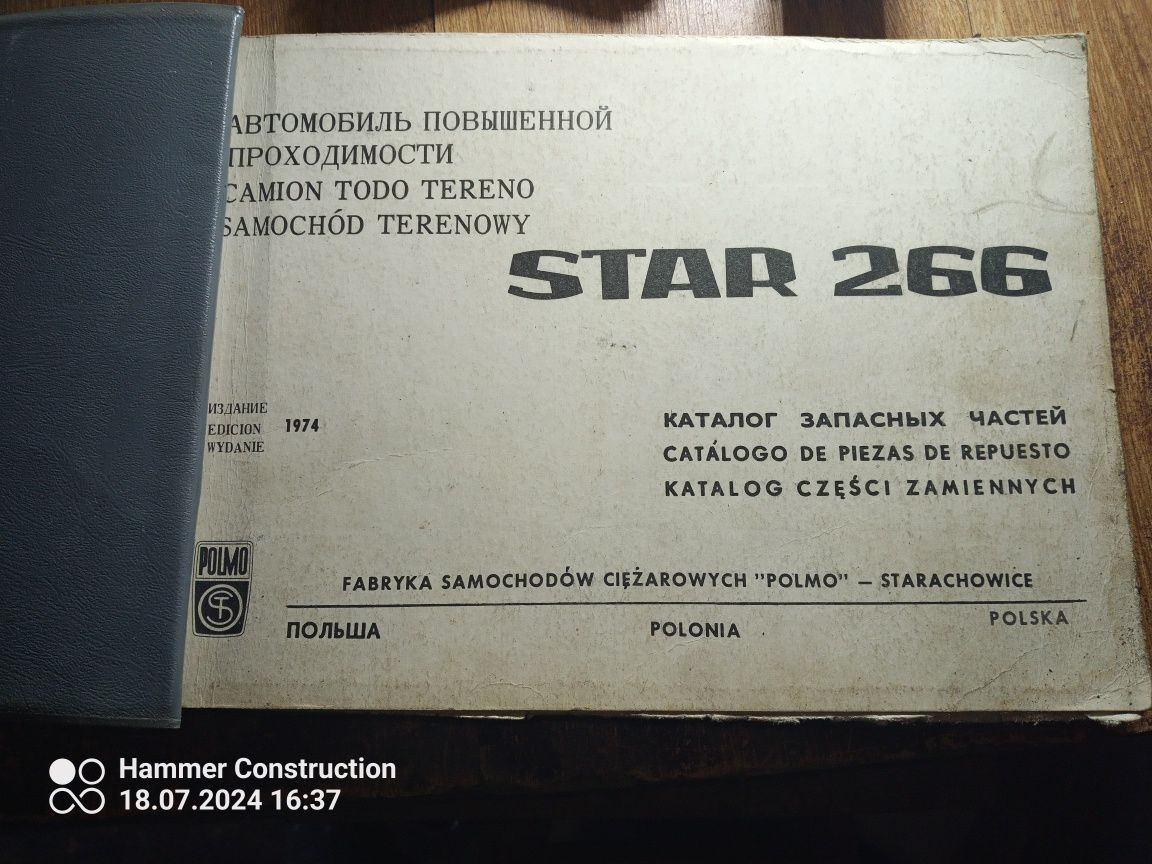 АВТОМОБИЛЬ ПОВЫШЕННОЙ
ПРОХОДИМОСТИ
CAMION TODO TERENO
SAMOCHÓD TERENOWY
STAR 266
ИЗДАНИЕ
EDICION
WYDANIE
1974
КАТАЛОГ ЗАПАСНЫХ ЧАСТЕЙ
CATÁLOGO DE PIEZAS DE REPUESTO
KATALOG CZĘŚCI ZAMIENNYCH
POLMO
FABRYKA SAMOCHODÓW CIĘŻAROWYCH "POLMO" — STARACHOWICE
ПОЛЬША POLONIA POLSKA
Hammer Construction
18.07.2024 16:37